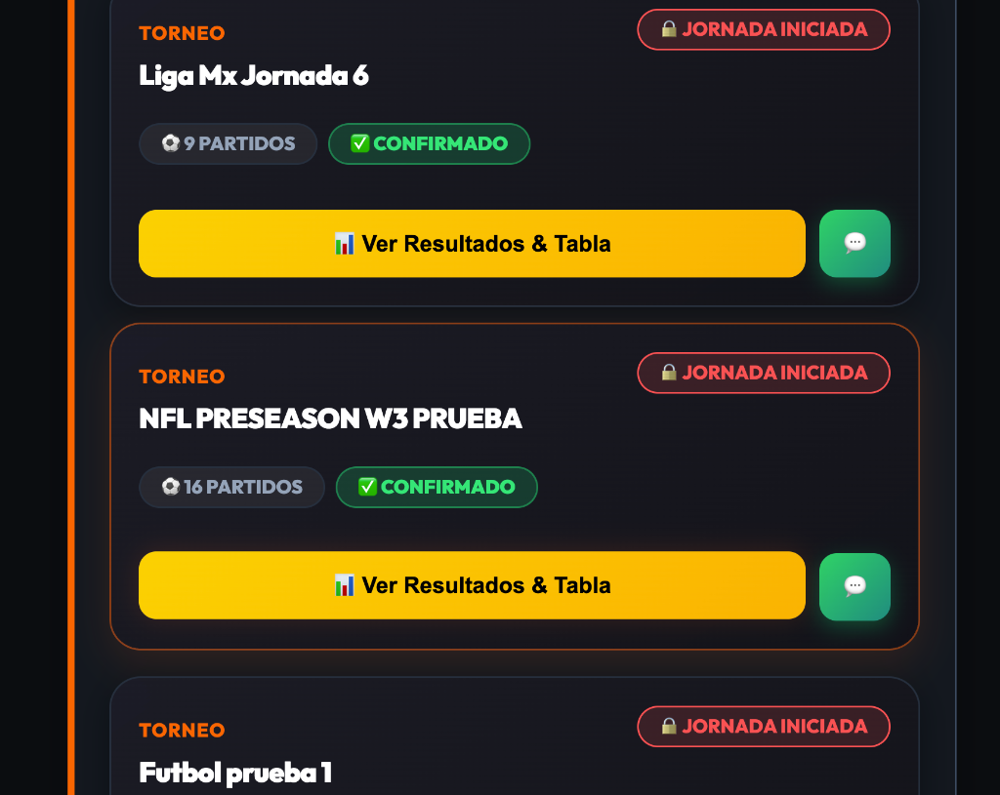 TORNEO
🔒 JORNADA INICIADA
Liga Mx Jornada 6
⚽ 9 PARTIDOS
✅ CONFIRMADO
📊 Ver Resultados & Tabla
💬
TORNEO
🔒 JORNADA INICIADA
NFL PRESEASON W3 PRUEBA
⚽ 16 PARTIDOS
✅ CONFIRMADO
📊 Ver Resultados & Tabla
💬
TORNEO
🔒 JORNADA INICIADA
Futbol prueba 1